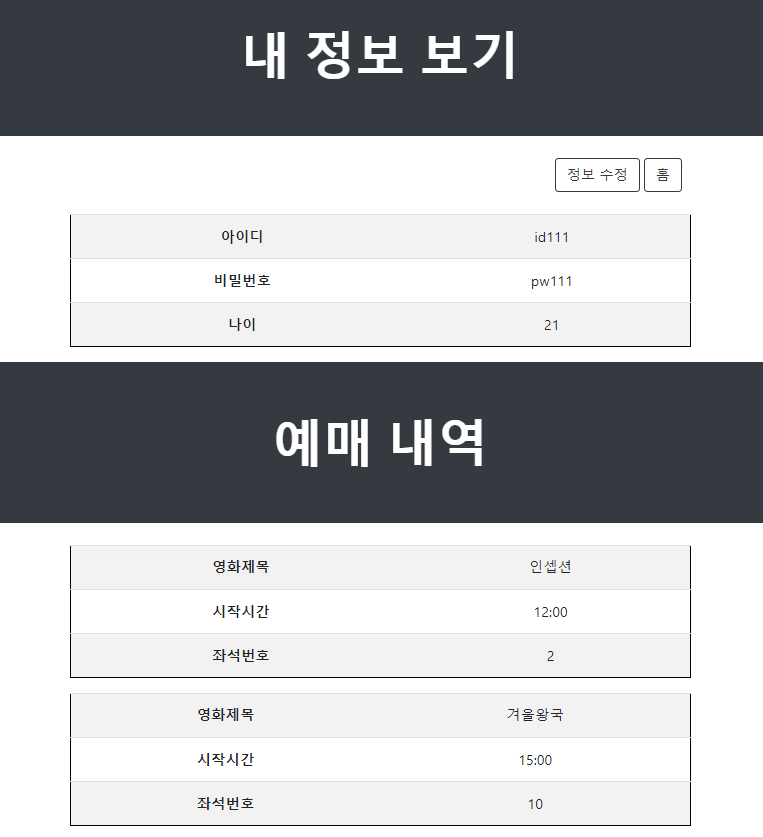 내 정보 보기
정보 수정 홈
아이디 id111
비밀번호 pw111
나이 21
예매 내역
영화제목 인셉션
시작시간 12:00
좌석번호 2
영화제목 겨울왕국
시작시간 15:00
좌석번호 10